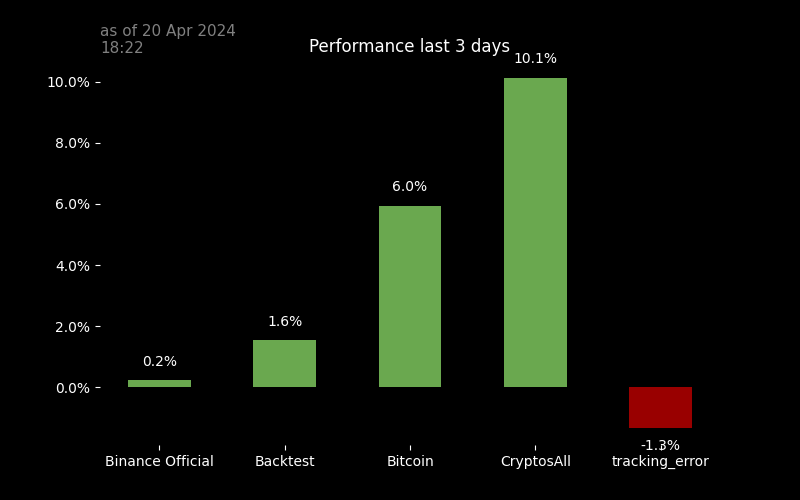 as of 20 Apr 2024
18:22
Performance last 3 days
10.1%
10.0%
8.0%
6.0%
6.0%
4.0%
2.0%
1.6%
0.2%
0.0%
-1.3%
Binance Official
Backtest
Bitcoin
CryptosAll
tracking_error